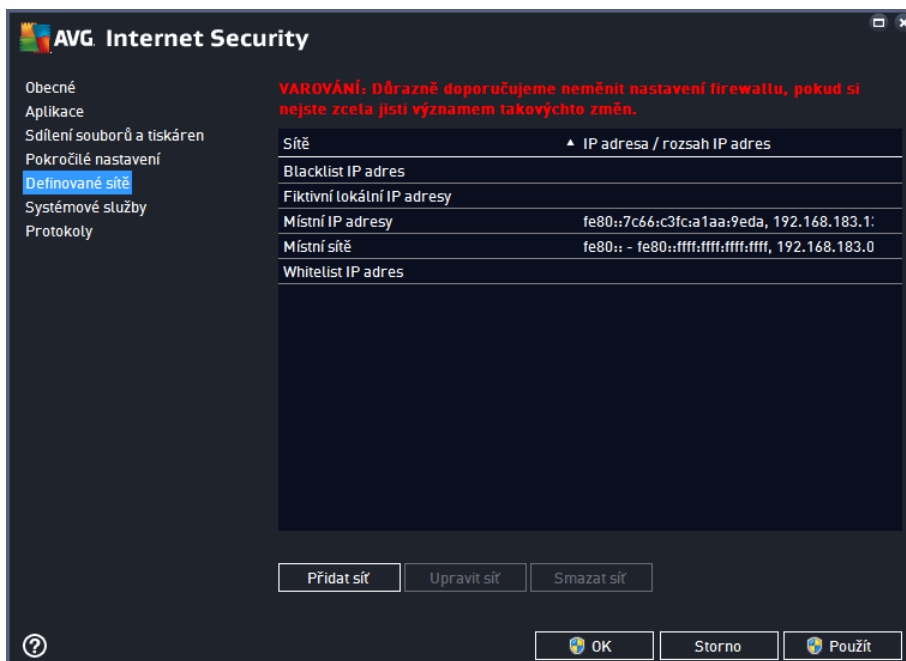 AVG Internet Security
Obecné
Aplikace
Sdílení souborů a tiskáren
Pokročilé nastavení
Definované sítě
Systémové služby
Protokoly
VAROVÁNÍ: Důrazně doporučujeme neměnit nastavení firewallu, pokud si
nejste zcela jisti významem takovýchto změn.
Sítě ▲ IP adresa / rozsah IP adres
Blacklist IP adres
Fiktivní lokální IP adresy
Místní IP adresy fe80::7c66:c3fc:a1aa:9eda, 192.168.183.1
Místní sítě fe80:: - fe80::ffff:ffff:ffff:ffff, 192.168.183.0
Whitelist IP adres
Přidat síť Upravit síť Smazat síť
? OK Storno Použít